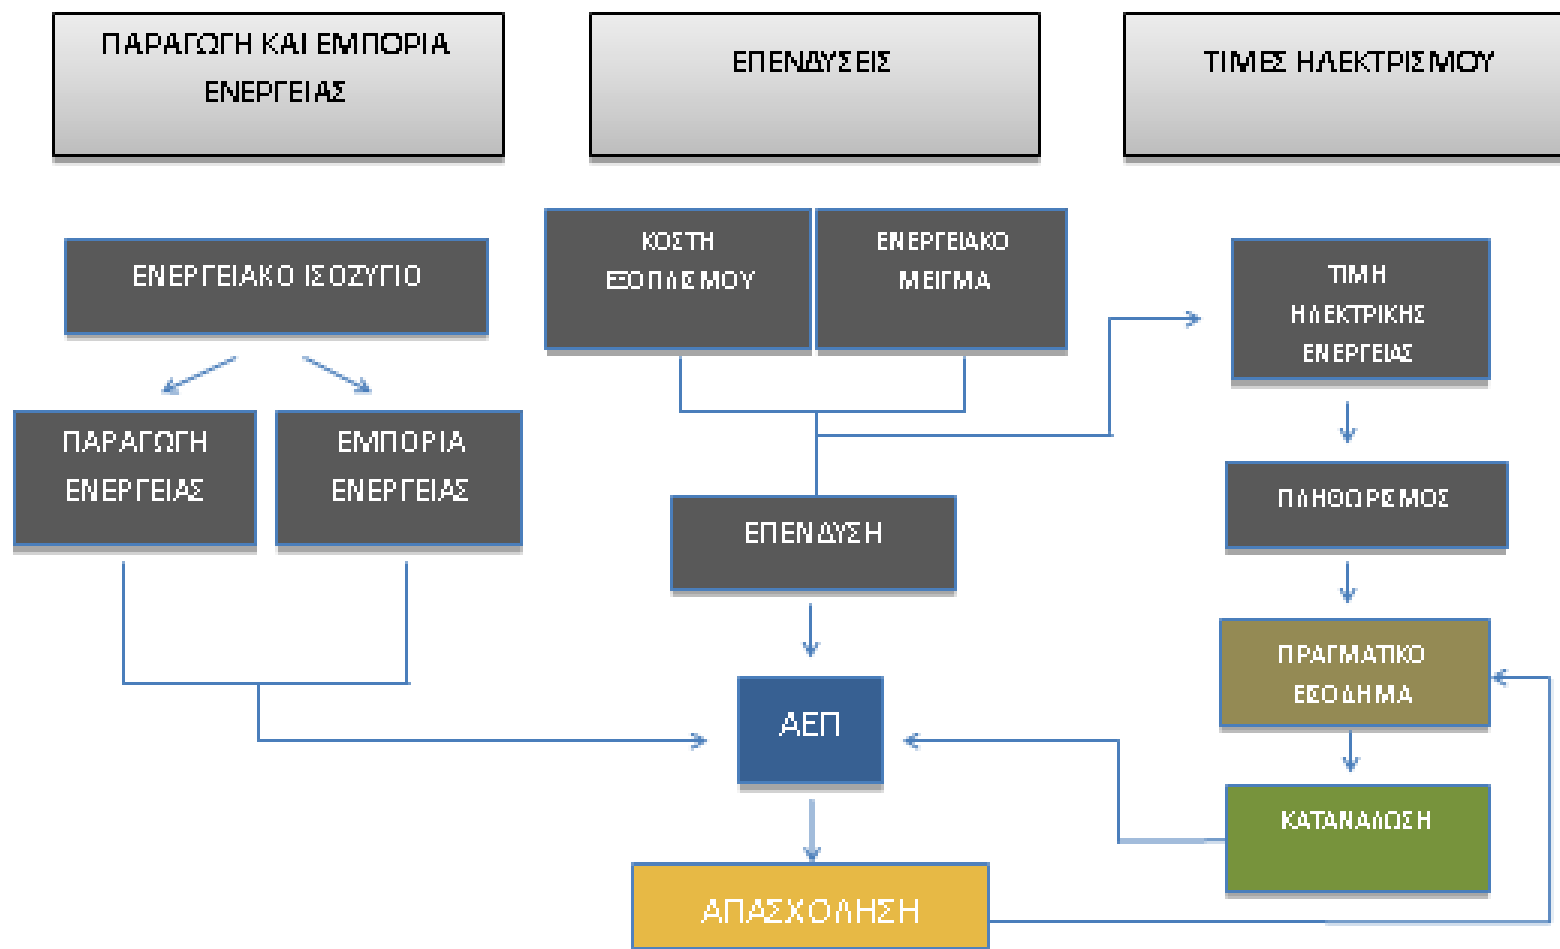 ΠΑΡΑΓΩΓΗ ΚΑΙ ΕΜΠΟΡΙΑ
ΕΝΕΡΓΕΙΑΣ
ΕΠΕΝΔΥΣΕΙΣ
ΤΙΜΕΣ ΗΛΕΚΤΡΙΣΜΟΥ
ΕΝΕΡΓΕΙΑΚΟ ΙΣΟΖΥΓΙΟ
ΚΟΣΤΗ
ΕΞΟΠΛΙΣΜΟΥ
ΕΝΕΡΓΕΙΑΚΟ
ΜΕΙΓΜΑ
ΤΙΜΗ
ΗΛΕΚΤΡΙΚΗΣ
ΕΝΕΡΓΕΙΑΣ
ΠΑΡΑΓΩΓΗ
ΕΝΕΡΓΕΙΑΣ
ΕΜΠΟΡΙΑ
ΕΝΕΡΓΕΙΑΣ
ΕΠΕΝΔΥΣΗ
ΠΛΗΘΩΡΙΣΜΟΣ
ΠΡΑΓΜΑΤΙΚΟ
ΕΙΣΟΔΗΜΑ
ΑΕΠ
ΚΑΤΑΝΑΛΩΣΗ
ΑΠΑΣΧΟΛΗΣΗ